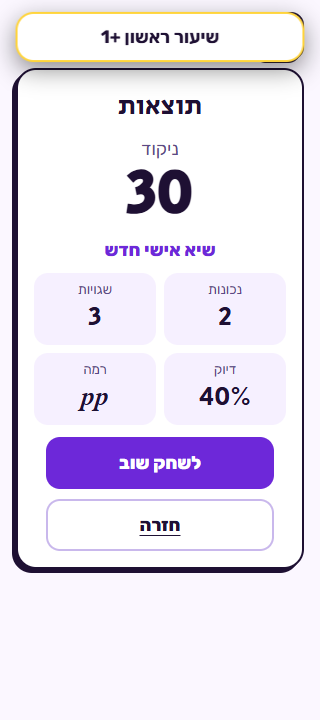 שיעור ראשון +1
תוצאות
ניקוד
30
שיא אישי חדש
נכונות
2
שגויות
3
דיוק
40%
רמה
pp
לשחק שוב
חזרה